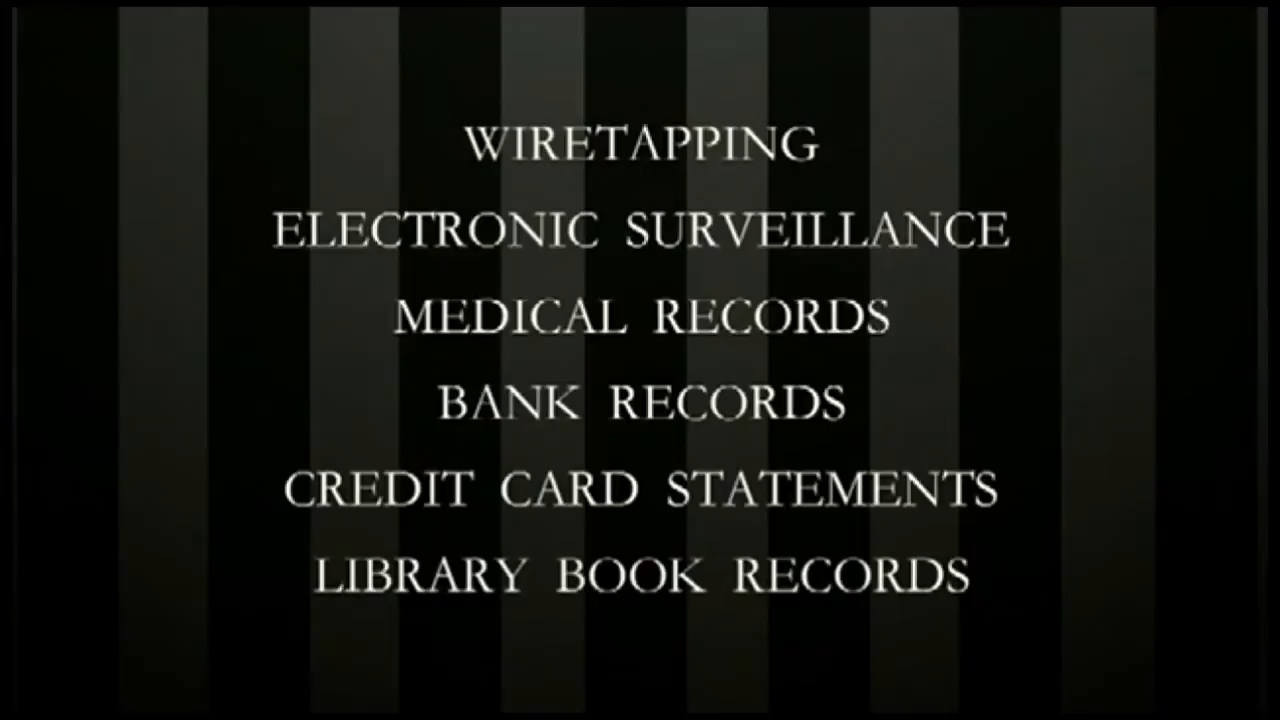 WIRETAPPING
ELECTRONIC SURVEILLANCE
MEDICAL RECORDS
BANK RECORDS
CREDIT CARD STATEMENTS
LIBRARY BOOK RECORDS